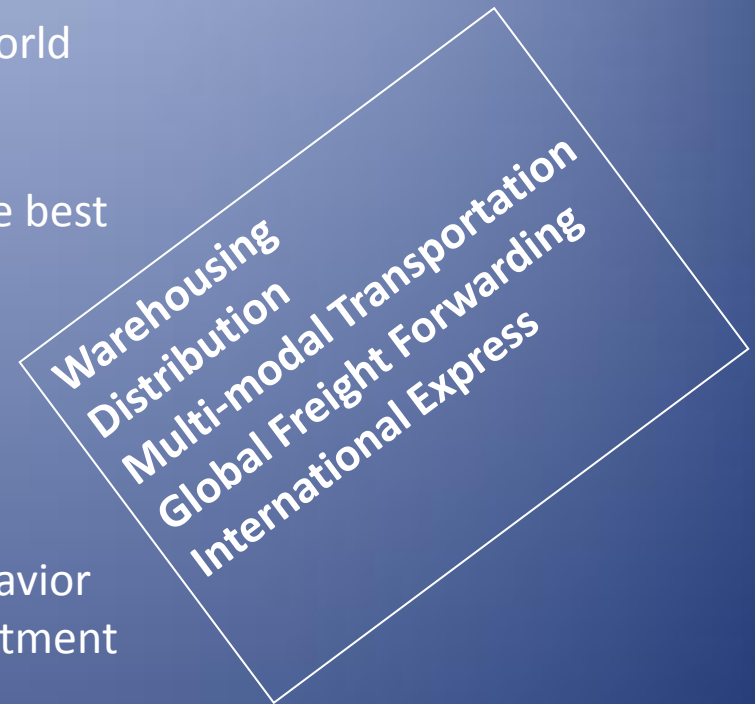 orld
e best
Warehousing
Distribution
Multi-modal Transportation
Global Freight Forwarding
International Express
avior
tment